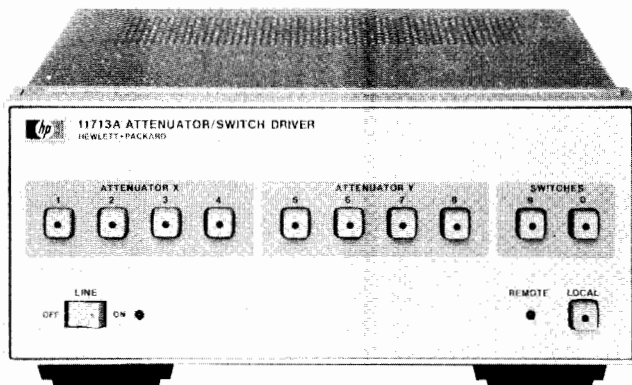 hp 11713A ATTENUATOR/SWITCH DRIVER
HEWLETT•PACKARD
ATTENUATOR X ATTENUATOR Y SWITCHES
1 2 3 4 5 6 7 8 9 0
LINE REMOTE LOCAL
OFF ON